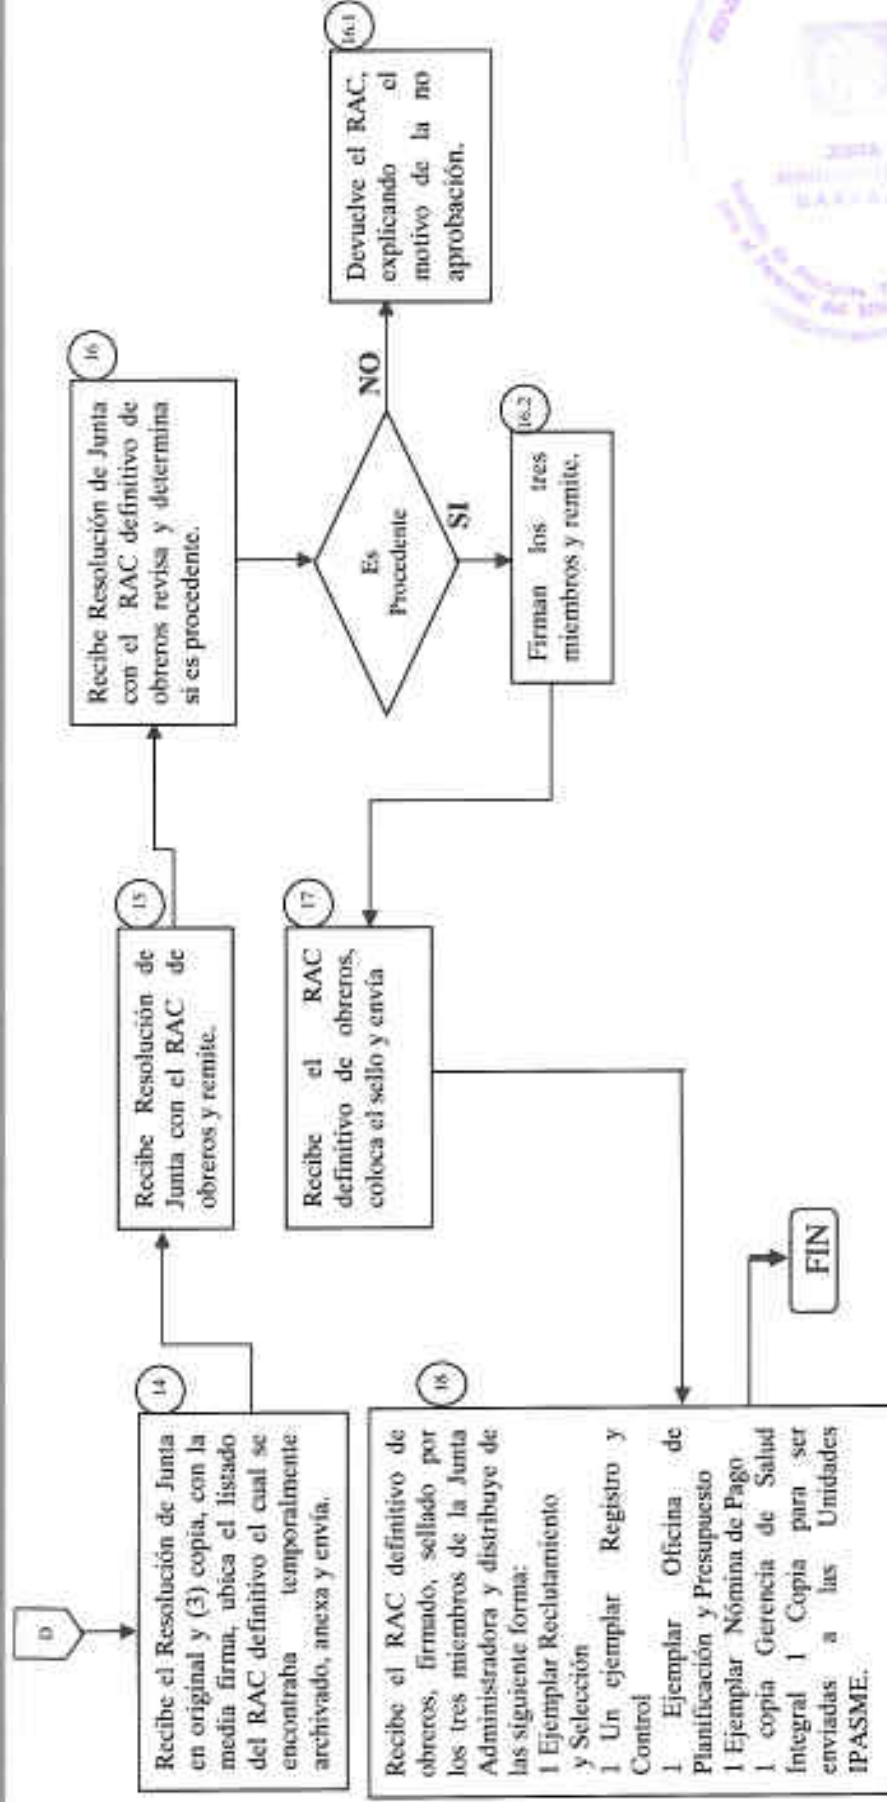 D
14
Recibe el Resolución de Junta
en original y (3) copia, con la
media firma, ubica el listado
del RAC definitivo el cual se
encontraba temporalmente
archivado, anexa y envía.
15
Recibe Resolución de
Junta con el RAC de
obreros y remite.
16
Recibe Resolución de Junta
con el RAC definitivo de
obreros revisa y determina
si es procedente.
Es
Procedente
NO
16.1
Devuelve el RAC,
explicando el
motivo de la no
aprobación.
SI
16.2
Firman los tres
miembros y remite.
17
Recibe el RAC
definitivo de obreros,
coloca el sello y envía
18
Recibe el RAC definitivo de
obreros, firmado, sellado por
los tres miembros de la Junta
Administradora y distribuye de
las siguiente forma:
1 Ejemplar Reclutamiento
y Selección
1 Un ejemplar Registro y
Control
1 Ejemplar Oficina de
Planificación y Presupuesto
1 Ejemplar Nómina de Pago
1 copia Gerencia de Salud
Integral 1 Copia para ser
enviadas a las Unidades
IPASME.
FIN